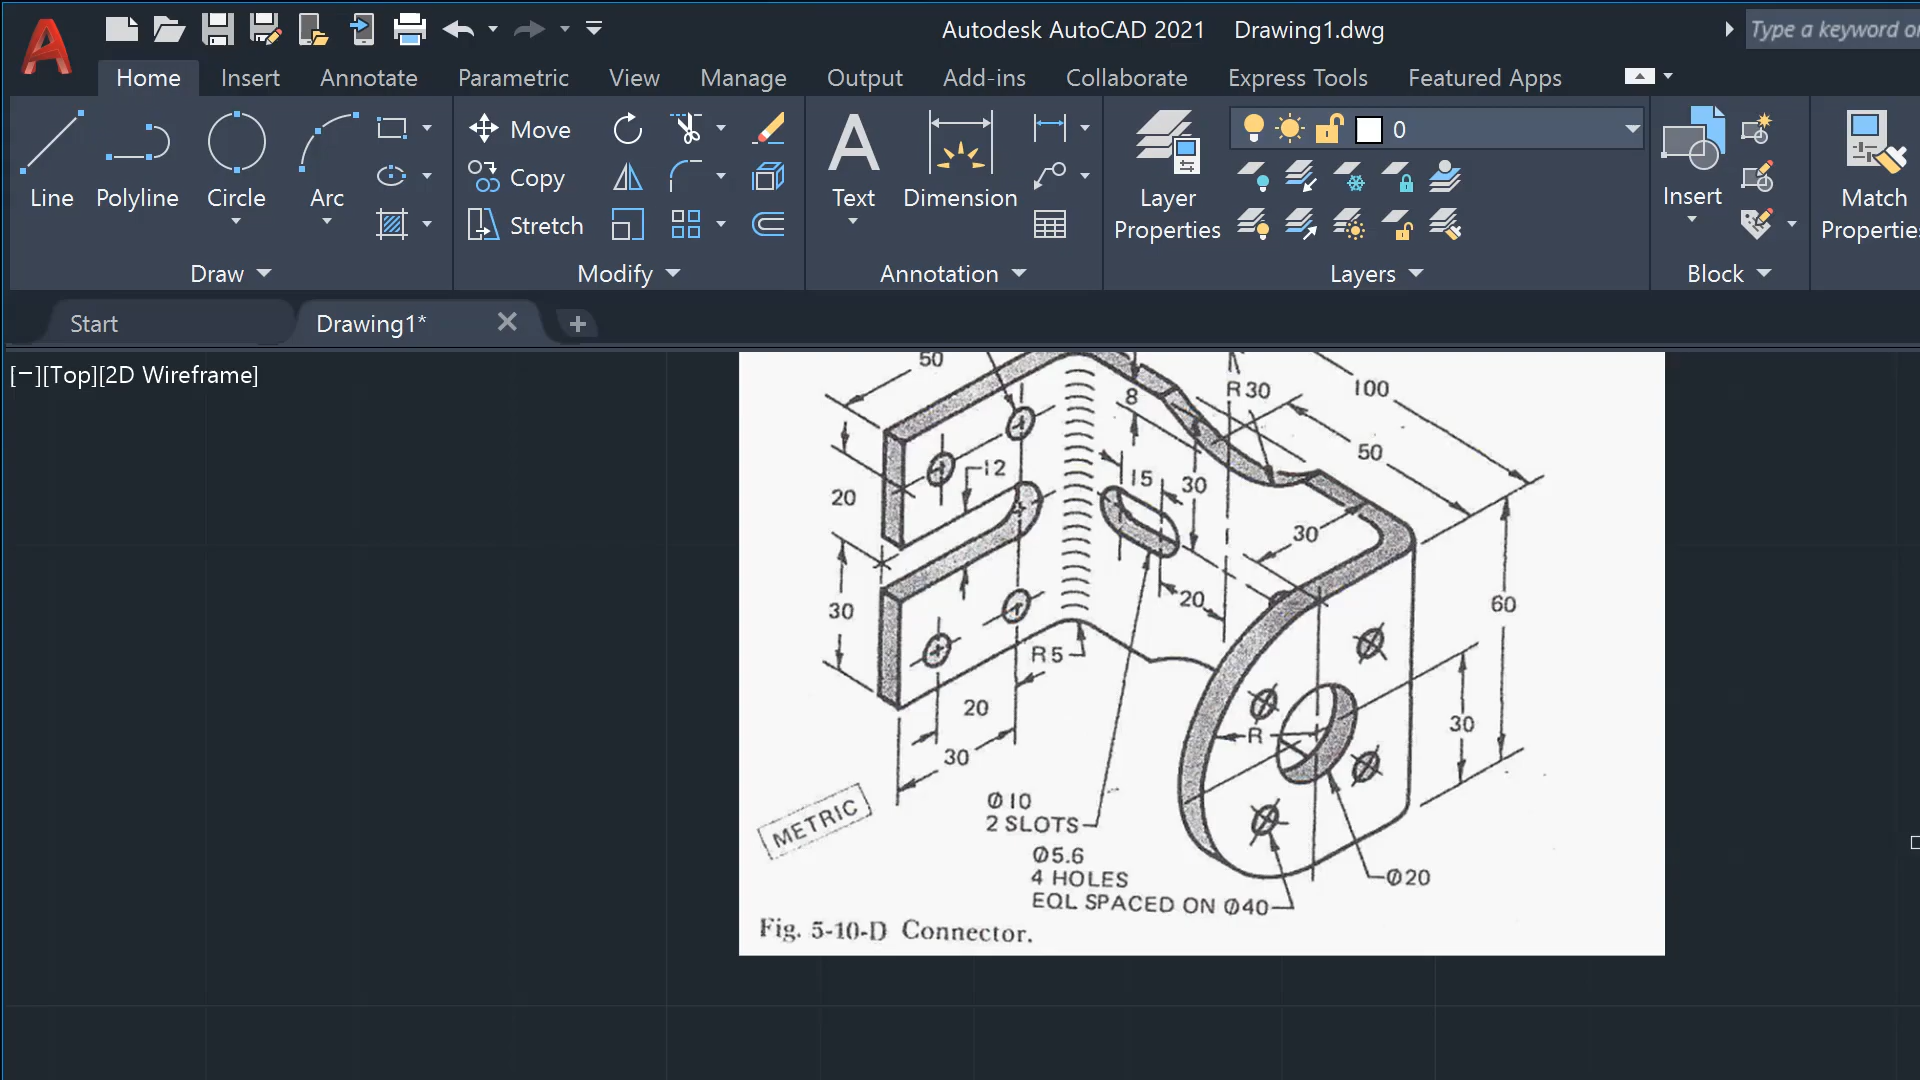 Autodesk AutoCAD 2021 Drawing1.dwg
Type a keyword or
Home Insert Annotate Parametric View Manage Output Add-ins Collaborate Express Tools Featured Apps
Line Polyline Circle Arc
Move
Copy
Stretch
Text Dimension
Layer
Properties
0
Insert
Match
Properties
Draw Modify Annotation Layers Block
Start Drawing1*
[−][Top][2D Wireframe]
50
8
R30
100
50
12
15
30
20
30
30
20
60
R5
30
20
R
30
METRIC
Ø10
2 SLOTS
Ø5.6
4 HOLES
EQL SPACED ON Ø40
Ø20
Fig. 5-10-D Connector.